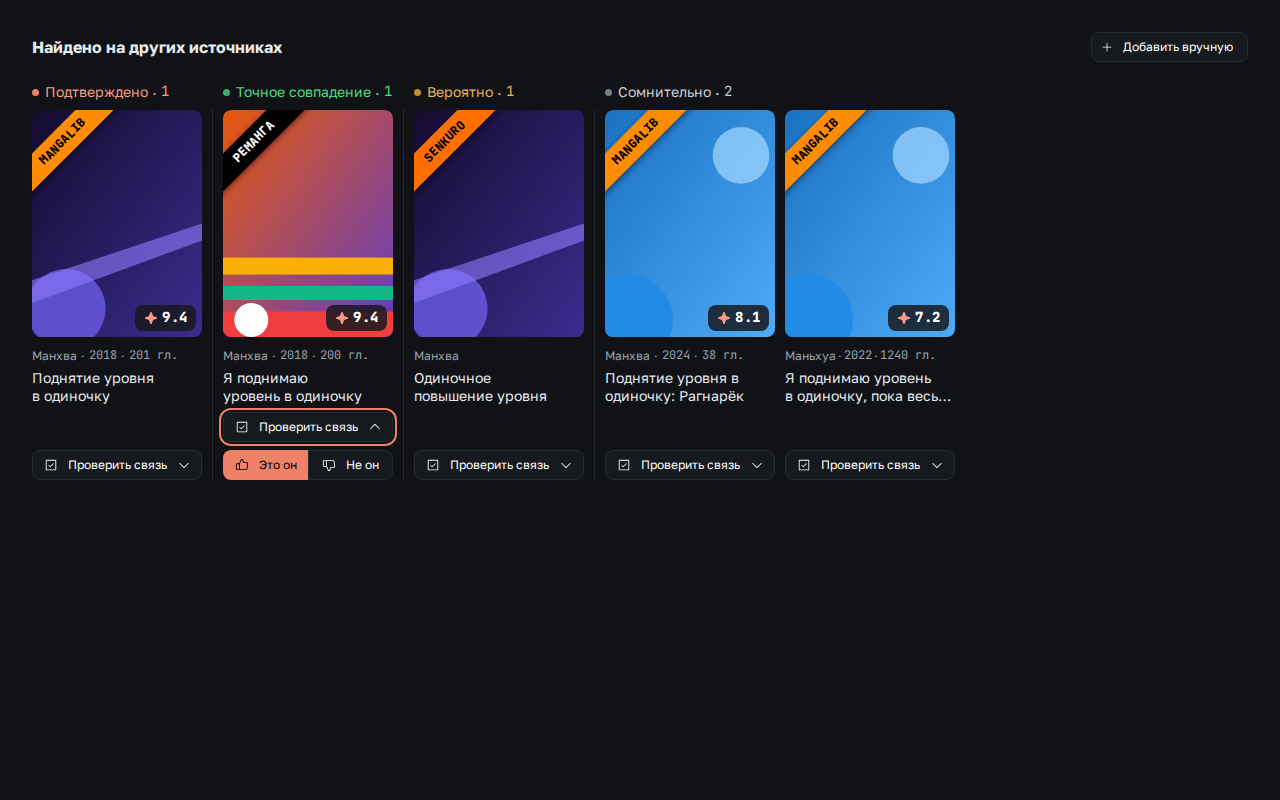 Найдено на других источниках
Добавить вручную
Подтверждено · 1
Точное совпадение · 1
Вероятно · 1
Сомнительно · 2
MANGALIB
РЕМАНГА
SENKURO
MANGALIB
MANGALIB
9.4
9.4
8.1
7.2
Манхва · 2018 · 201 гл.
Поднятие уровня
в одиночку
Манхва · 2018 · 200 гл.
Я поднимаю
уровень в одиночку
Манхва
Одиночное
повышение уровня
Манхва · 2024 · 38 гл.
Поднятие уровня в
одиночку: Рагнарёк
Маньхуа · 2022 · 1240 гл.
Я поднимаю уровень
в одиночку, пока весь…
Проверить связь
Проверить связь
Это он
Не он
Проверить связь
Проверить связь
Проверить связь